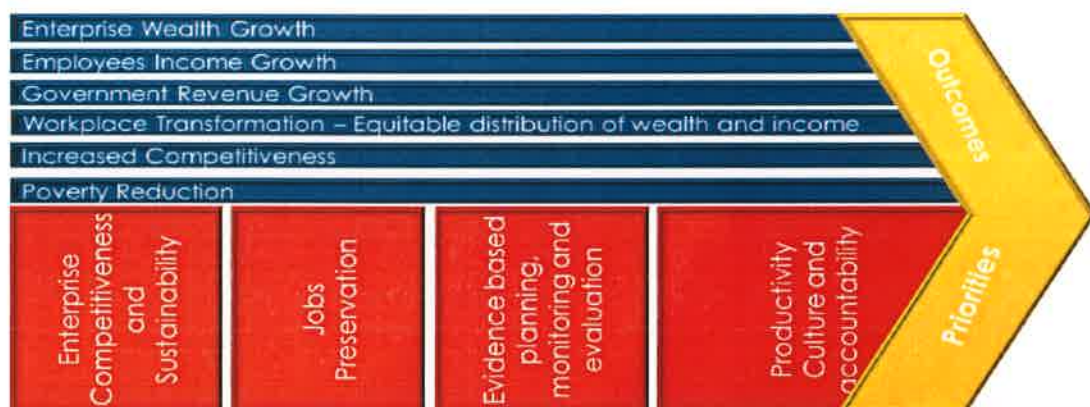 Enterprise Wealth Growth
Employees Income Growth
Government Revenue Growth
Workplace Transformation – Equitable distribution of wealth and income
Increased Competitiveness
Poverty Reduction
Outcomes
Enterprise
Competitiveness
and
Sustainability
Jobs
Preservation
Evidence based
planning,
monitoring and
evaluation
Productivity
Culture and
accountability
Priorities